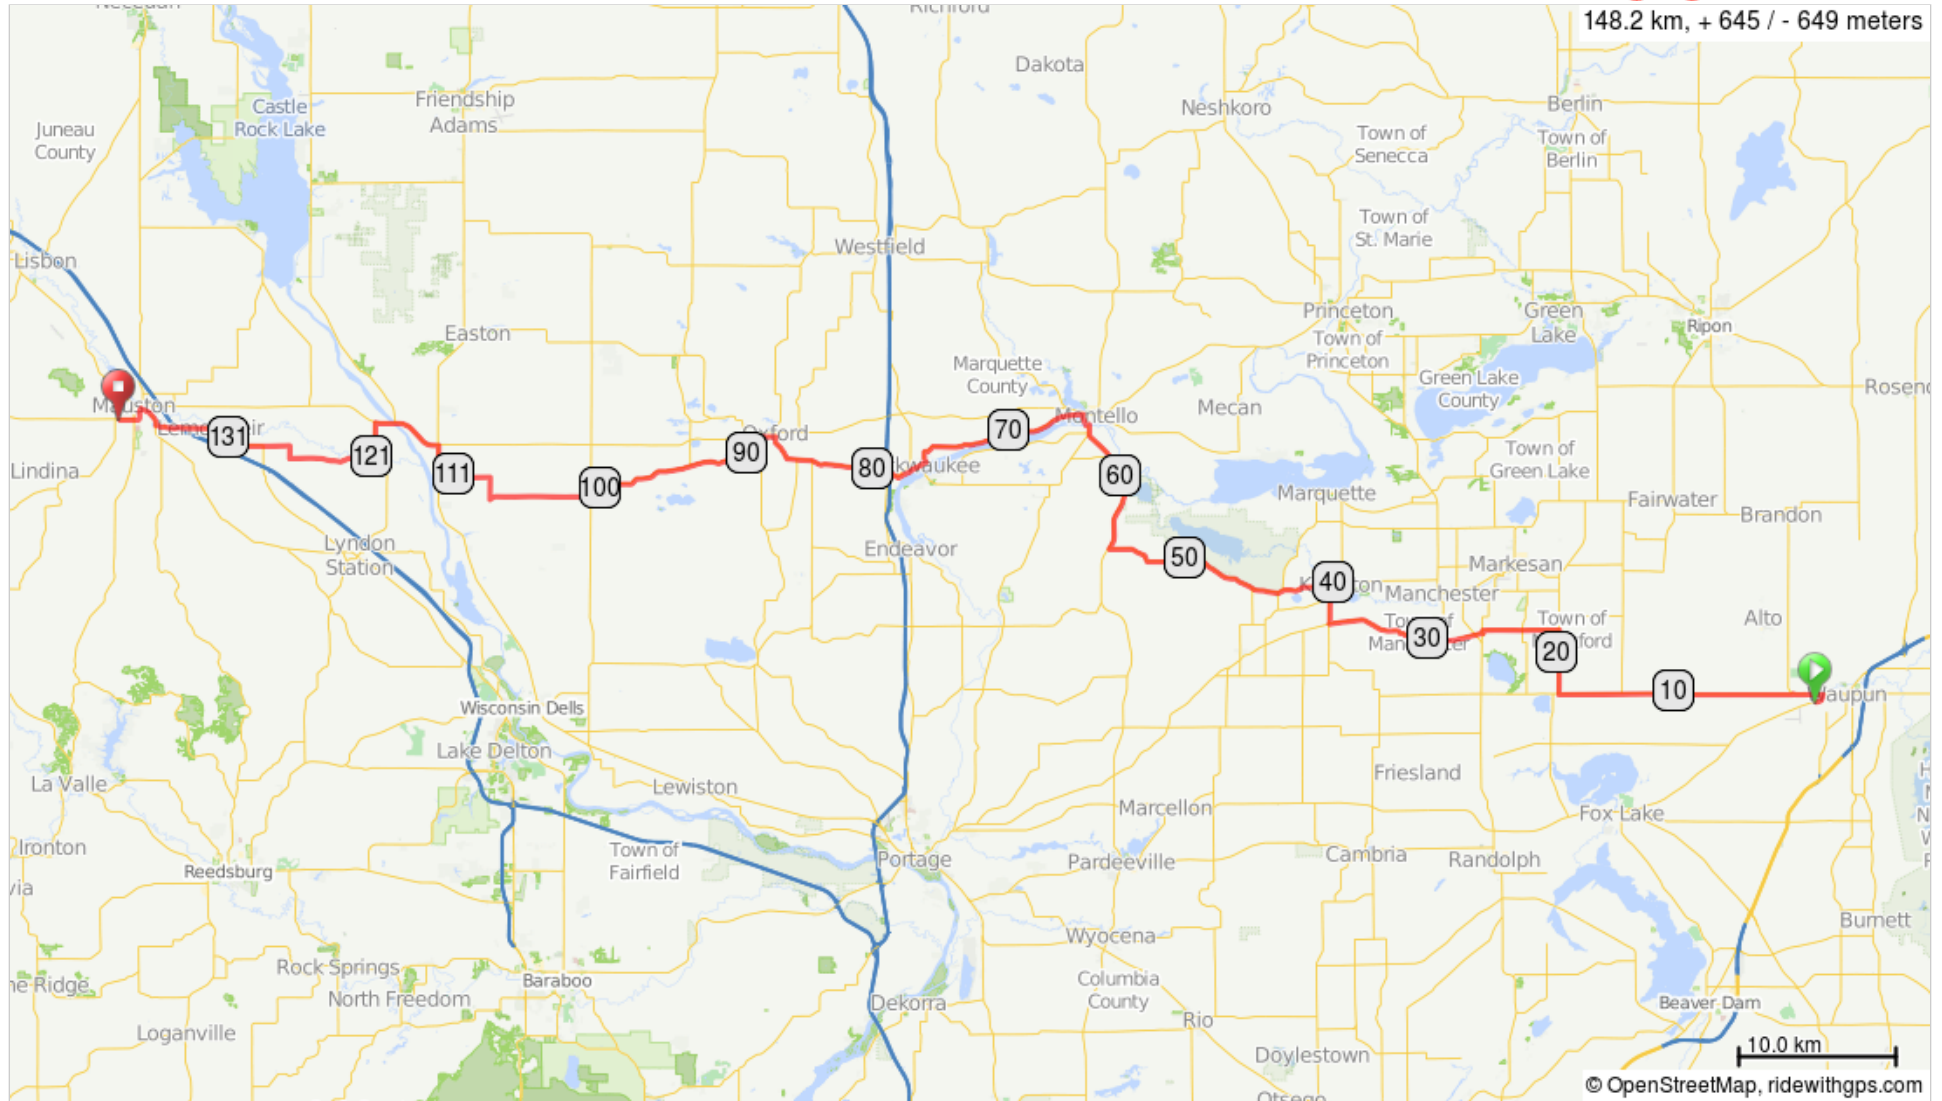 Richford
148.2 km, + 645 / - 649 meters
Dakota
Castle
Rock Lake
Friendship
Adams
Neshkoro
Berlin
Juneau
County
Town of
Senecca
Town of
Berlin
Town of
St. Marie
Westfield
Lisbon
Princeton
Green
Lake
Ripon
Easton
Town of
Princeton
Marquette
County
Green Lake
County
Mecan
Montello
Oxford
70
131
121
90
80
60
111
100
Lindina
Town of
Green Lake
Marquette
Fairwater
Brandon
Lyndon
Station
Endeavor
50
Markesan
40
Manchester
Alto
Town of
30
20
10
Wisconsin Dells
Lake Delton
La Valle
Lewiston
Friesland
Marcellon
Fox Lake
Ironton
Town of
Fairfield
Portage
Pardeeville
Cambria
Randolph
Reedsburg
Burnett
Wyocena
Rock Springs
North Freedom
Baraboo
Columbia
County
Dekorra
Beaver Dam
Loganville
Rio
Doylestown
10.0 km
© OpenStreetMap, ridewithgps.com